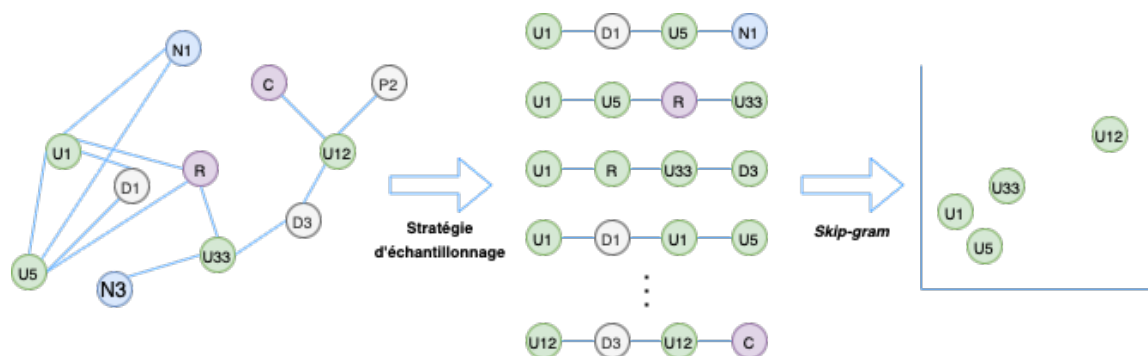 N1
C
P2
U1
R
U12
D1
D3
U5
U33
N3
Stratégie
d'échantillonnage
U1 D1 U5 N1
U1 U5 R U33
U1 R U33 D3
U1 D1 U1 U5
U12 D3 U12 C
Skip-gram
U12
U33
U1
U5